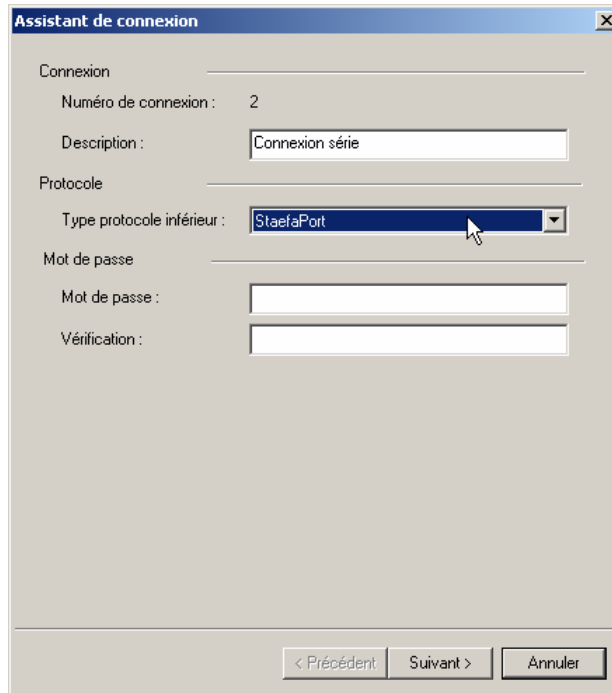 Assistant de connexion
Connexion
Numéro de connexion : 2
Description : Connexion série
Protocole
Type protocole inférieur : StaefaPort
Mot de passe
Mot de passe :
Vérification :
< Précédent Suivant > Annuler